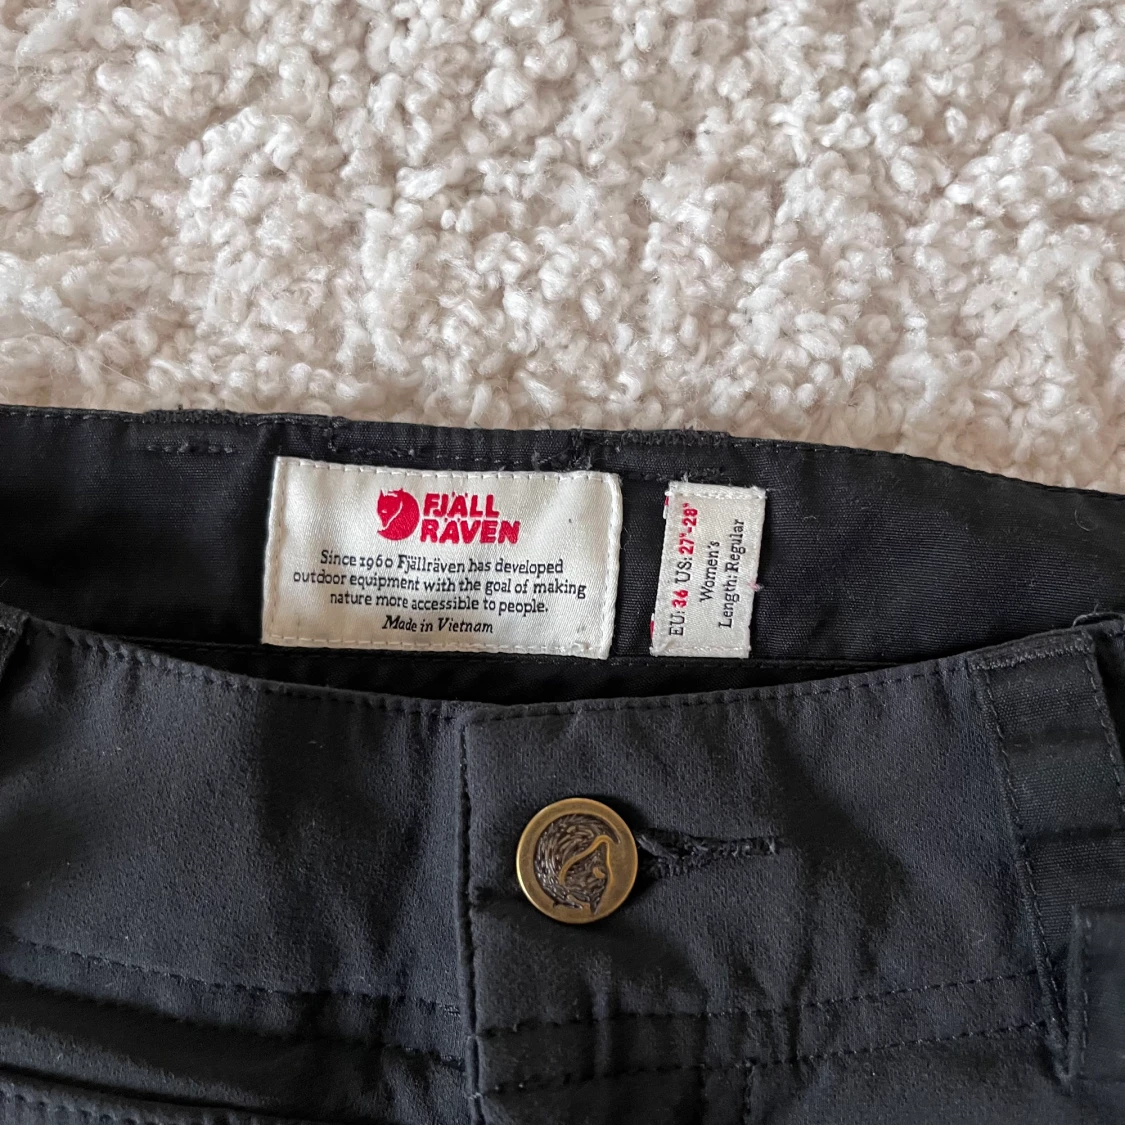 FJÄLL
RÄVEN
Since 1960 Fjällräven has developed
outdoor equipment with the goal of making
nature more accessible to people.
Made in Vietnam
EU: 36 US: 27"-28"
Women's
Length: Regular